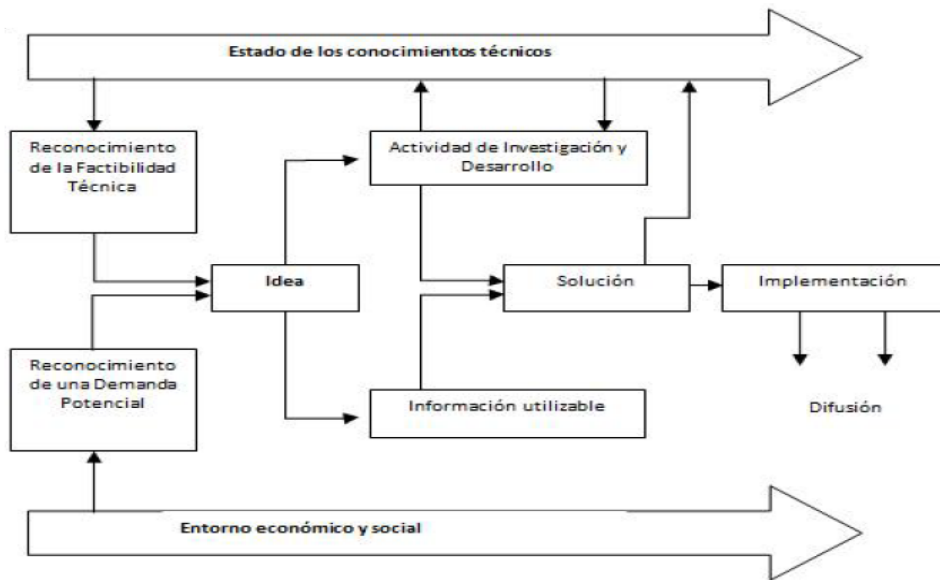 Estado de los conocimientos técnicos
Reconocimiento
de la Factibilidad
Técnica
Actividad de Investigación y
Desarrollo
Idea
Solución
Implementación
Reconocimiento
de una Demanda
Potencial
Información utilizable
Difusión
Entorno económico y social